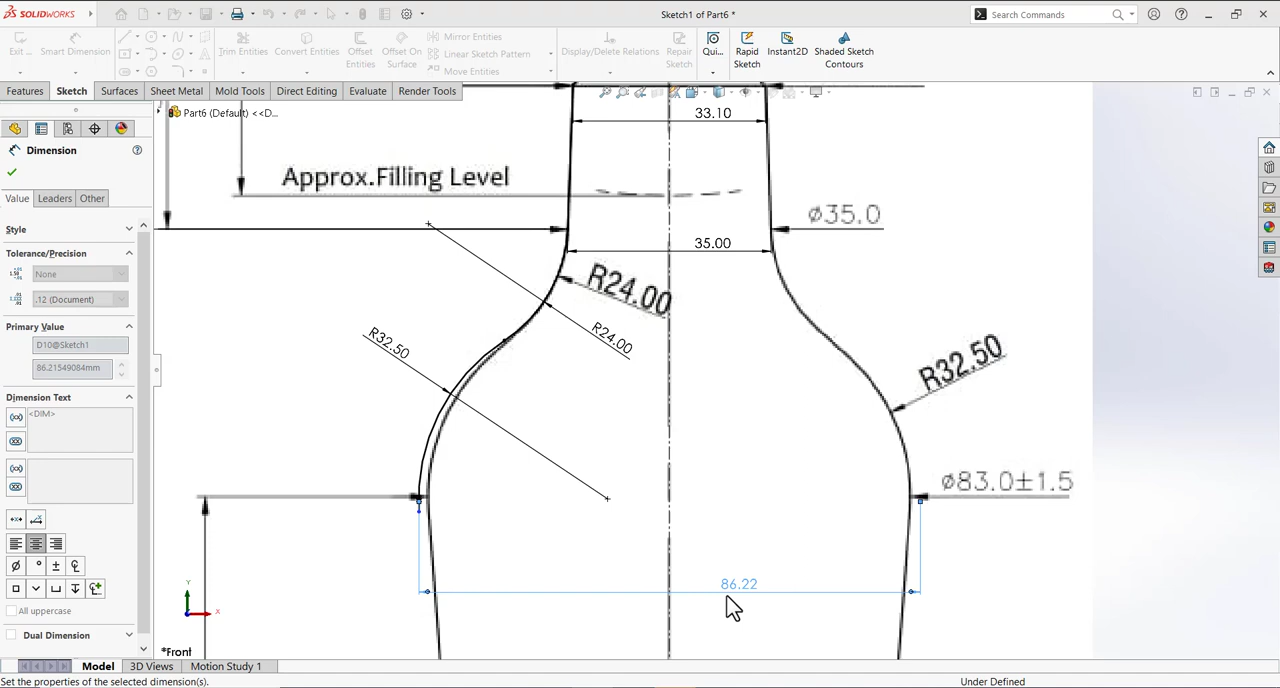 SOLIDWORKS
Sketch1 of Part6 *
Search Commands
Exit ...
Smart Dimension
Trim Entities
Convert Entities
Offset Entities
Offset On Surface
Mirror Entities
Linear Sketch Pattern
Move Entities
Display/Delete Relations
Repair Sketch
Qui...
Rapid Sketch
Instant2D
Shaded Sketch Contours
Features
Sketch
Surfaces
Sheet Metal
Mold Tools
Direct Editing
Evaluate
Render Tools
Part6 (Default) <<D...
Dimension
Value
Leaders
Other
Style
Tolerance/Precision
None
.12 (Document)
Primary Value
D10@Sketch1
86.21549084mm
Dimension Text
<DIM>
All uppercase
Dual Dimension
33.10
Approx.Filling Level
ø35.0
35.00
R24.00
R24.00
R32.50
R32.50
ø83.0±1.5
86.22
Y
X
*Front
Model
3D Views
Motion Study 1
Set the properties of the selected dimension(s).
Under Defined